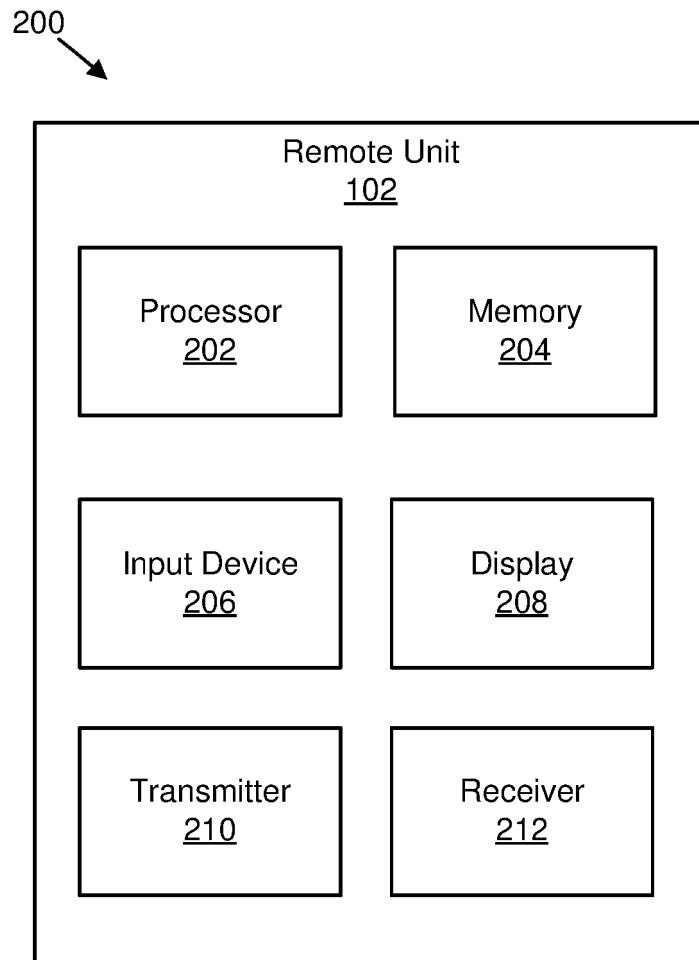 200
Remote Unit
102
Processor
202
Memory
204
Input Device
206
Display
208
Transmitter
210
Receiver
212